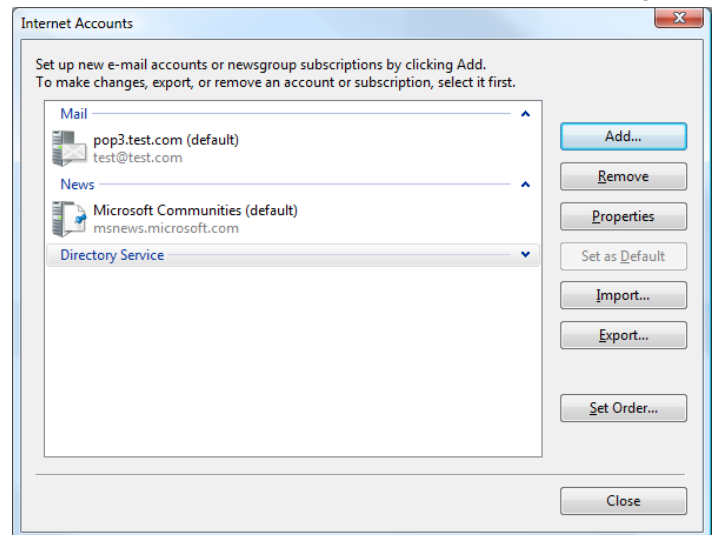 Internet Accounts
Set up new e-mail accounts or newsgroup subscriptions by clicking Add.
To make changes, export, or remove an account or subscription, select it first.
Mail
pop3.test.com (default)
test@test.com
News
Microsoft Communities (default)
msnews.microsoft.com
Directory Service
Add...
Remove
Properties
Set as Default
Import...
Export...
Set Order...
Close